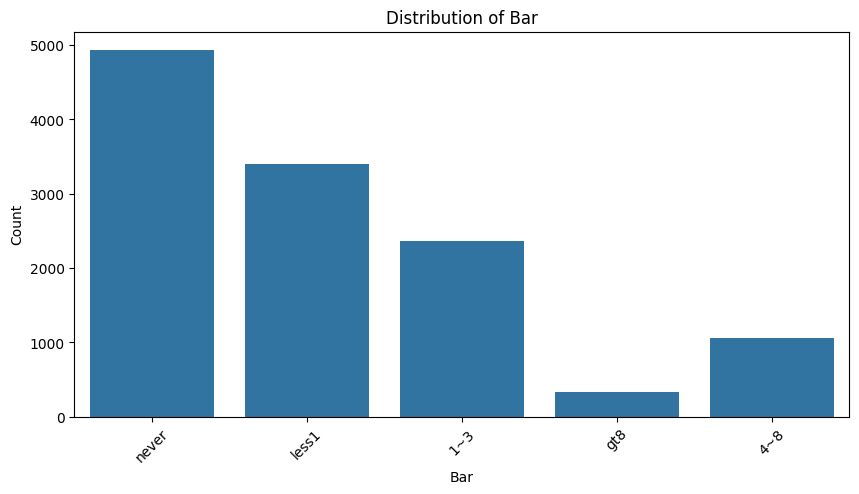 Distribution of Bar
Count
5000
4000
3000
2000
1000
0
never
less1
1~3
gt8
4~8
Bar